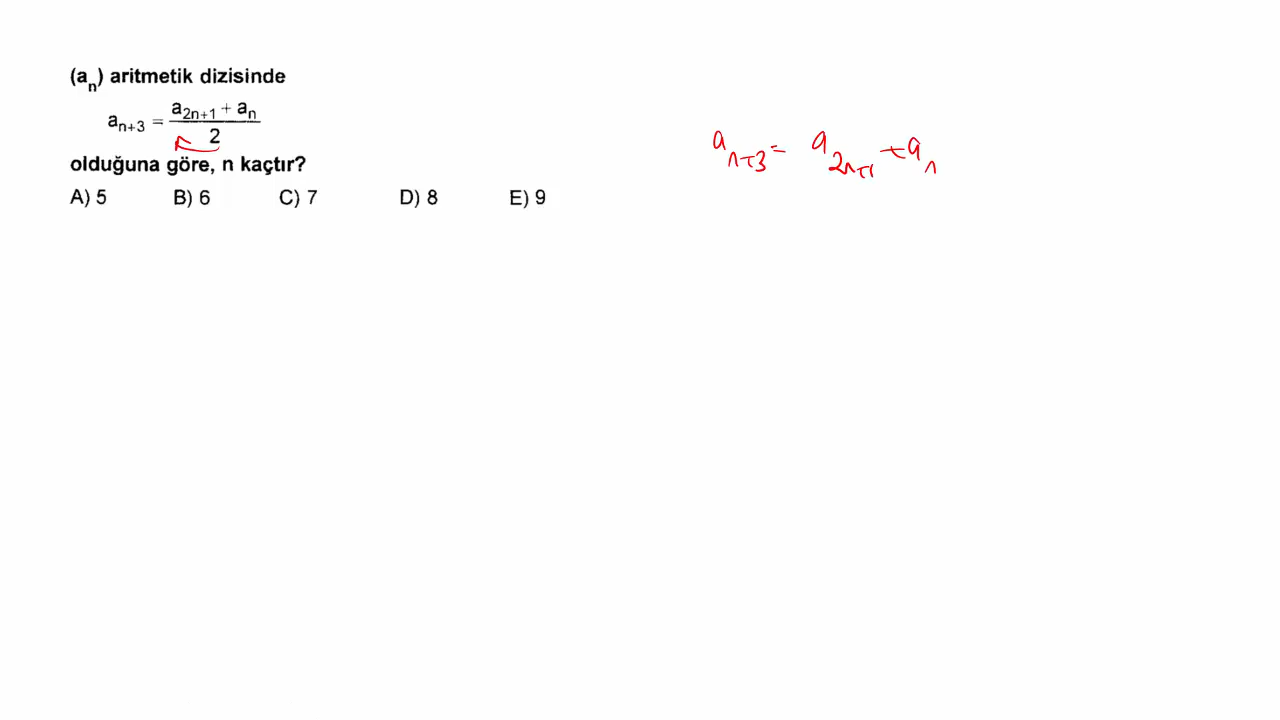 (aₙ) aritmetik dizisinde
aₙ₊₃ = (a₂ₙ₊₁ + aₙ) / 2
olduğuna göre, n kaçtır?
A) 5 B) 6 C) 7 D) 8 E) 9
aₙ₊₃ = a₂ₙ₊₁ + aₙ